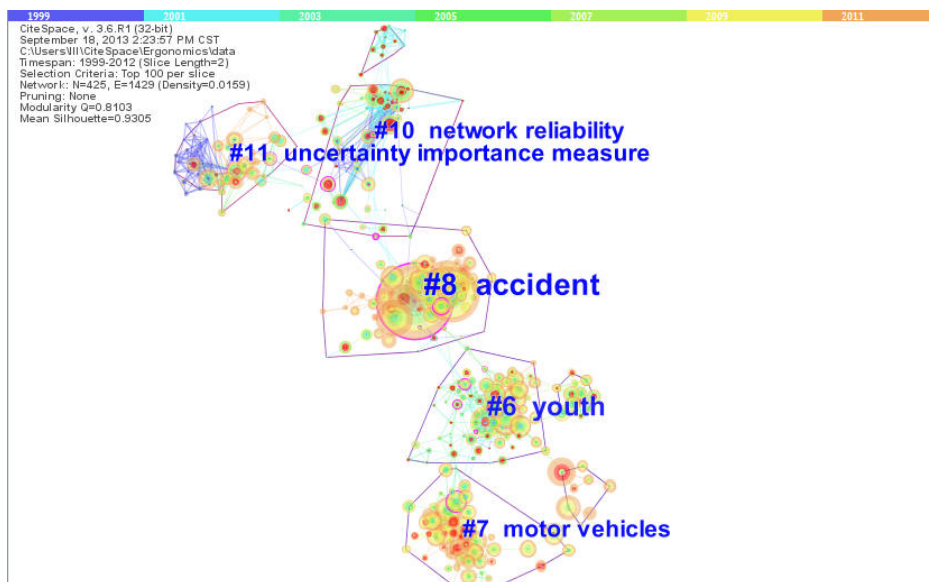 1999 2001 2003 2005 2007 2009 2011
CiteSpace, v. 3.6.R1 (32-bit)
September 18, 2013 2:23:57 PM CST
C:\Users\III\CiteSpace\Ergonomics\data
Timespan: 1999-2012 (Slice Length=2)
Selection Criteria: Top 100 per slice
Network: N=425, E=1429 (Density=0.0159)
Pruning: None
Modularity Q=0.8103
Mean Silhouette=0.9305
#10 network reliability
#11 uncertainty importance measure
#8 accident
#6 youth
#7 motor vehicles